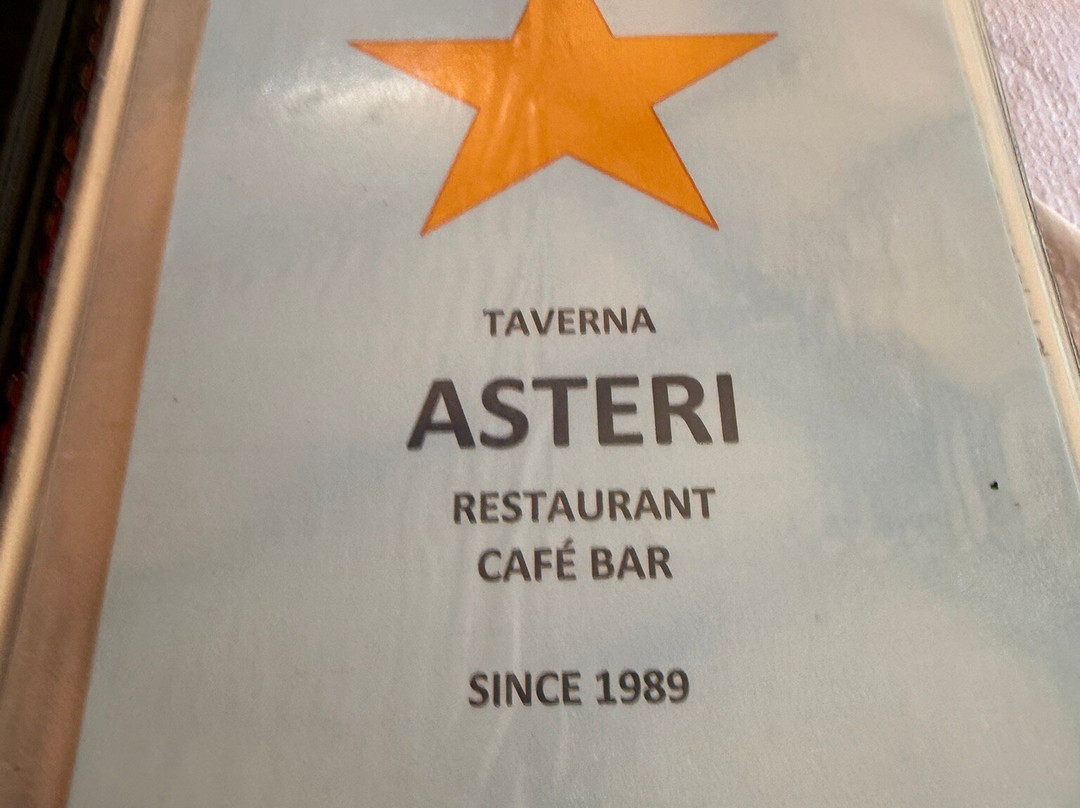 TAVERNA
ASTERI
RESTAURANT
CAFÉ BAR
SINCE 1989